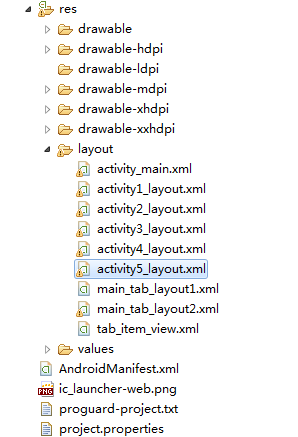 res
drawable
drawable-hdpi
drawable-ldpi
drawable-mdpi
drawable-xhdpi
drawable-xxhdpi
layout
activity_main.xml
activity1_layout.xml
activity2_layout.xml
activity3_layout.xml
activity4_layout.xml
activity5_layout.xml
main_tab_layout1.xml
main_tab_layout2.xml
tab_item_view.xml
values
AndroidManifest.xml
ic_launcher-web.png
proguard-project.txt
project.properties